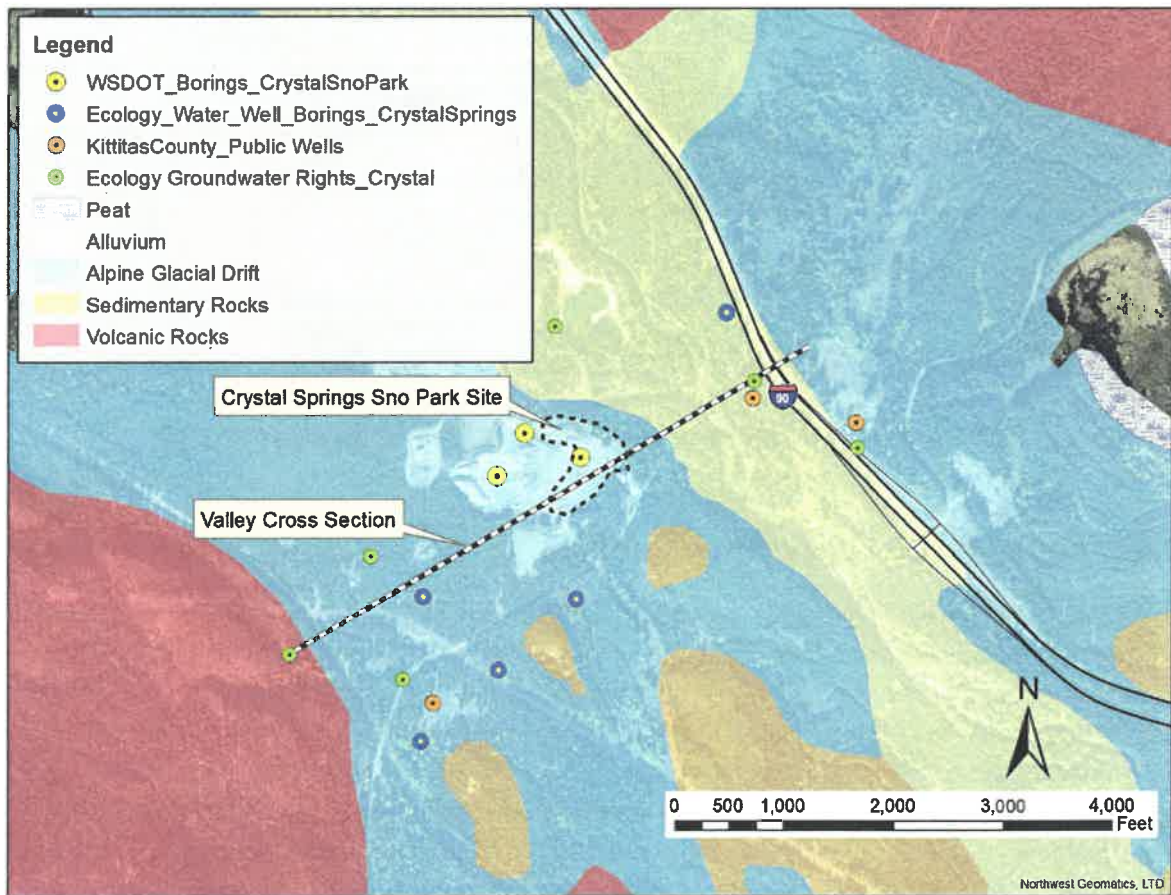 Legend
WSDOT_Borings_CrystalSnoPark
Ecology_Water_Well_Borings_CrystalSprings
KittitasCounty_Public Wells
Ecology Groundwater Rights_Crystal
Peat
Alluvium
Alpine Glacial Drift
Sedimentary Rocks
Volcanic Rocks
Crystal Springs Sno Park Site
90
Valley Cross Section
N
0 500 1,000 2,000 3,000 4,000
Feet
Northwest Geomatics, LTD